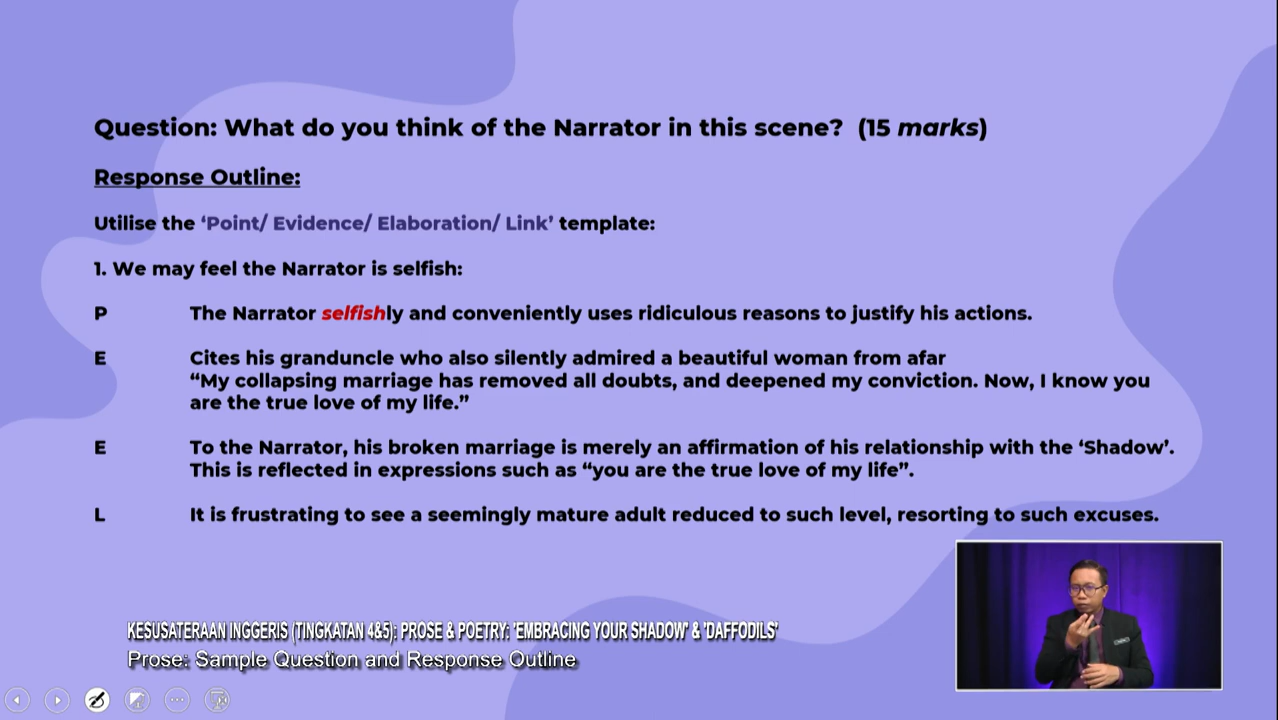 Question: What do you think of the Narrator in this scene? (15 marks)
Response Outline:
Utilise the ‘Point/ Evidence/ Elaboration/ Link’ template:
1. We may feel the Narrator is selfish:
P The Narrator selfishly and conveniently uses ridiculous reasons to justify his actions.
E Cites his granduncle who also silently admired a beautiful woman from afar
“My collapsing marriage has removed all doubts, and deepened my conviction. Now, I know you
are the true love of my life.”
E To the Narrator, his broken marriage is merely an affirmation of his relationship with the ‘Shadow’.
This is reflected in expressions such as “you are the true love of my life”.
L It is frustrating to see a seemingly mature adult reduced to such level, resorting to such excuses.
KESUSATERAAN INGGERIS (TINGKATAN 4&5): PROSE & POETRY: 'EMBRACING YOUR SHADOW' & 'DAFFODILS'
Prose: Sample Question and Response Outline